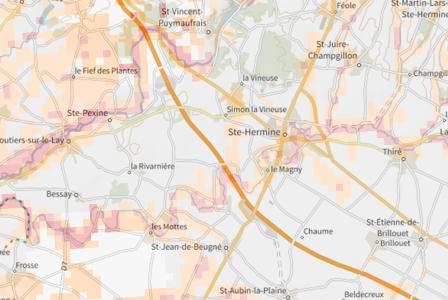 St-Vincent-
Puymaufrais
Féole
St-Martin-Lars-
Ste-Hermine
St-Juire-
Champgillon
le Fief des Plantes
la Vineuse
Ste-Pexine
Simon la Vineuse
Ste-Hermine
outiers-sur-le-Lay
Thiré
la Rivarnière
le Magny
Bessay
les Mottes
St-Jean-de-Beugné
Chaume
St-Étienne-de-
Brillouet
Brillouet
Frosse
D7
St-Aubin-la-Plaine
Beldecreux